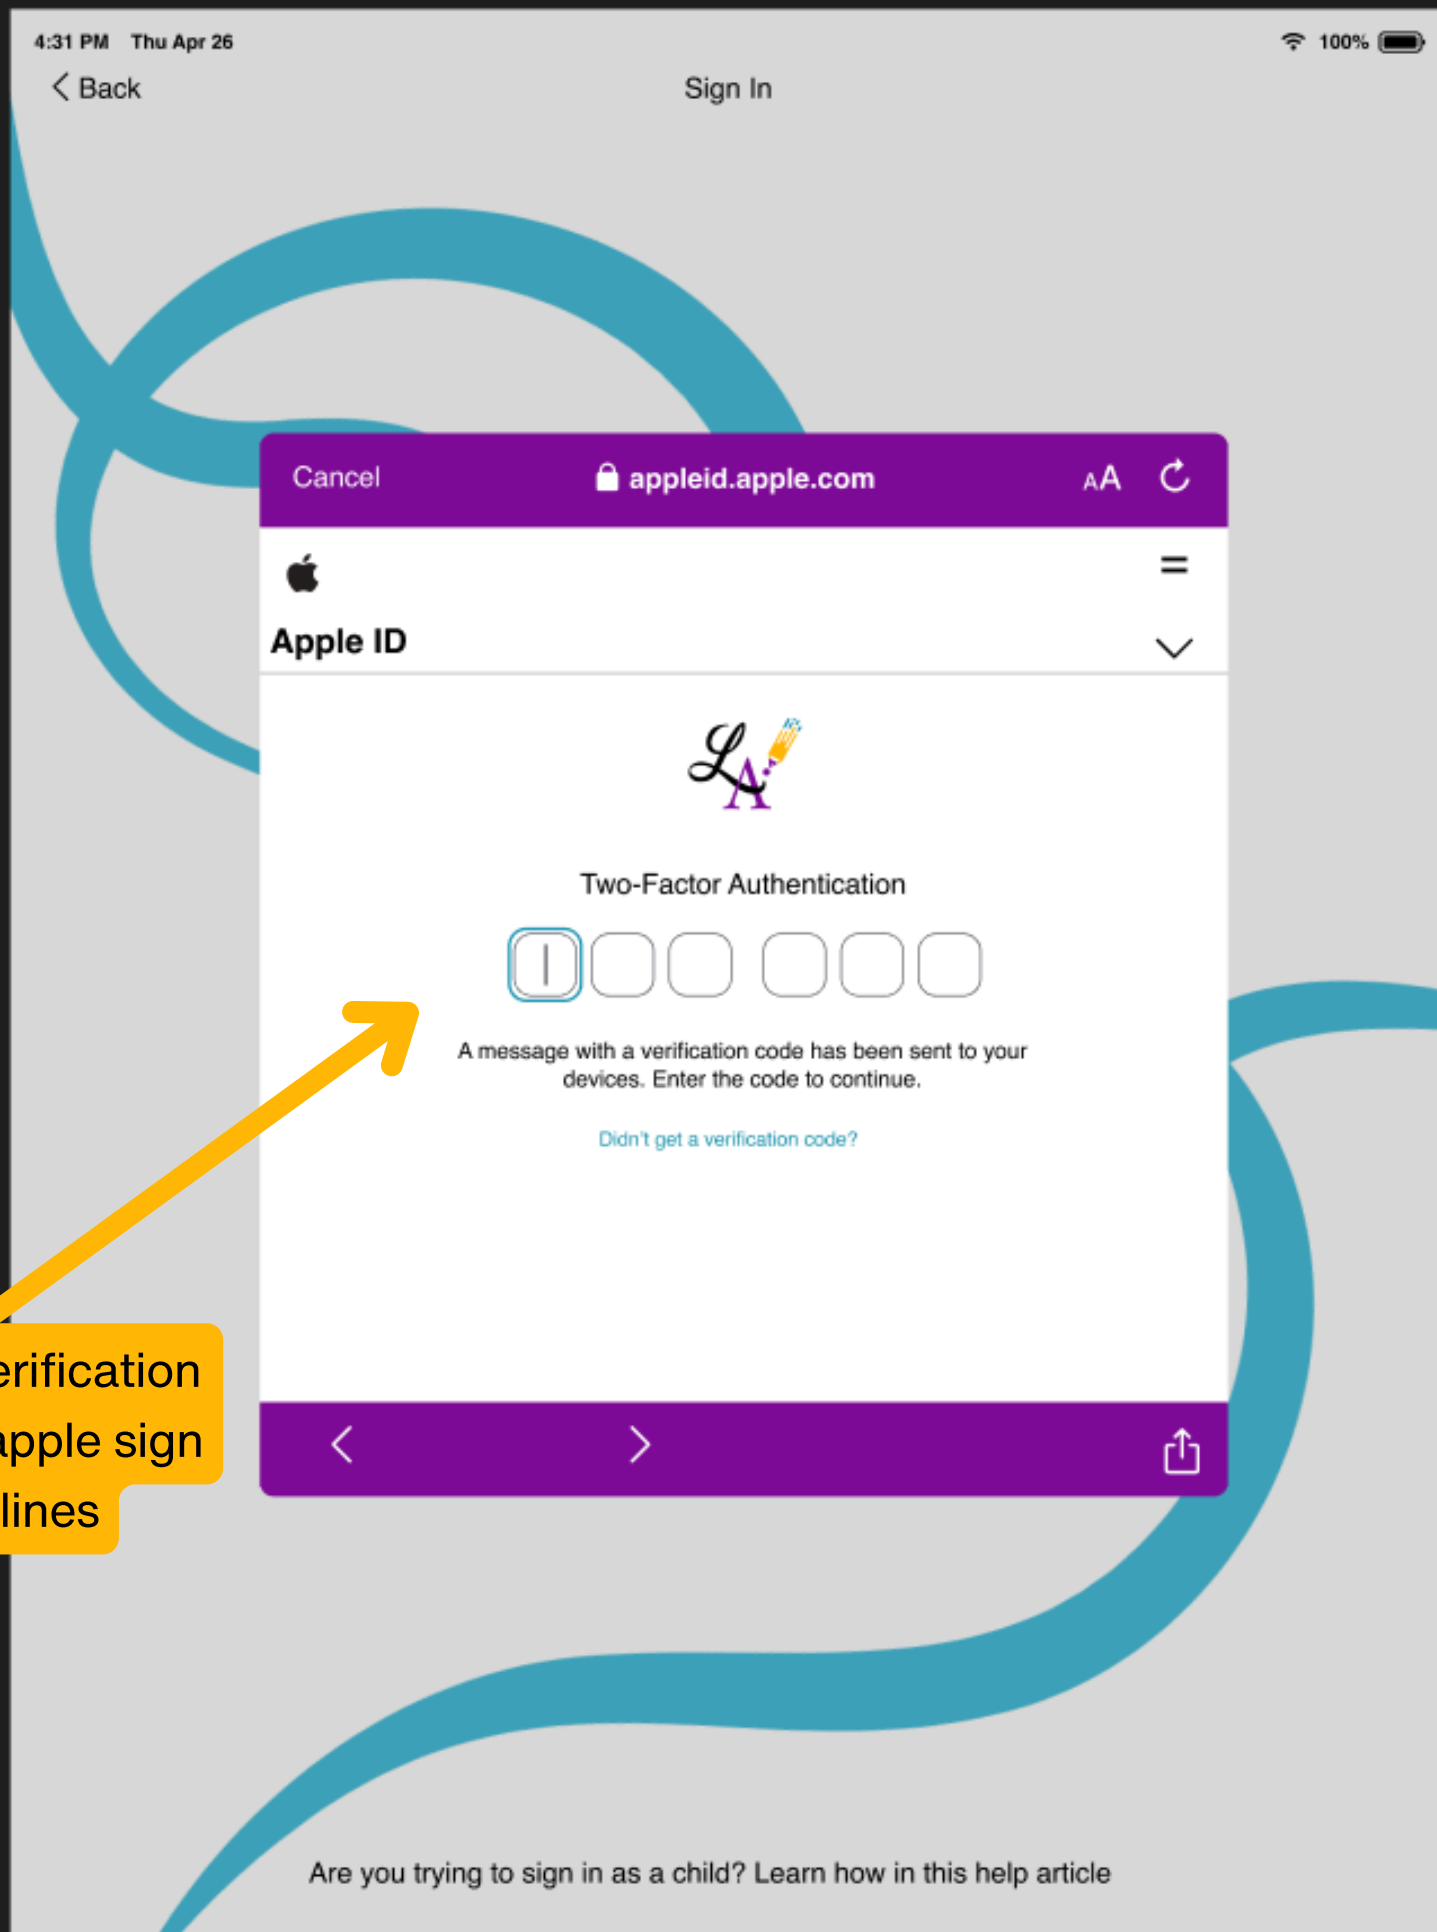 4:31 PM Thu Apr 26
100%
Back
Sign In
Cancel
appleid.apple.com
AA
Apple ID
LA
Two-Factor Authentication
A message with a verification code has been sent to your
devices. Enter the code to continue.
Didn't get a verification code?
erification
apple sign
lines
Are you trying to sign in as a child? Learn how in this help article